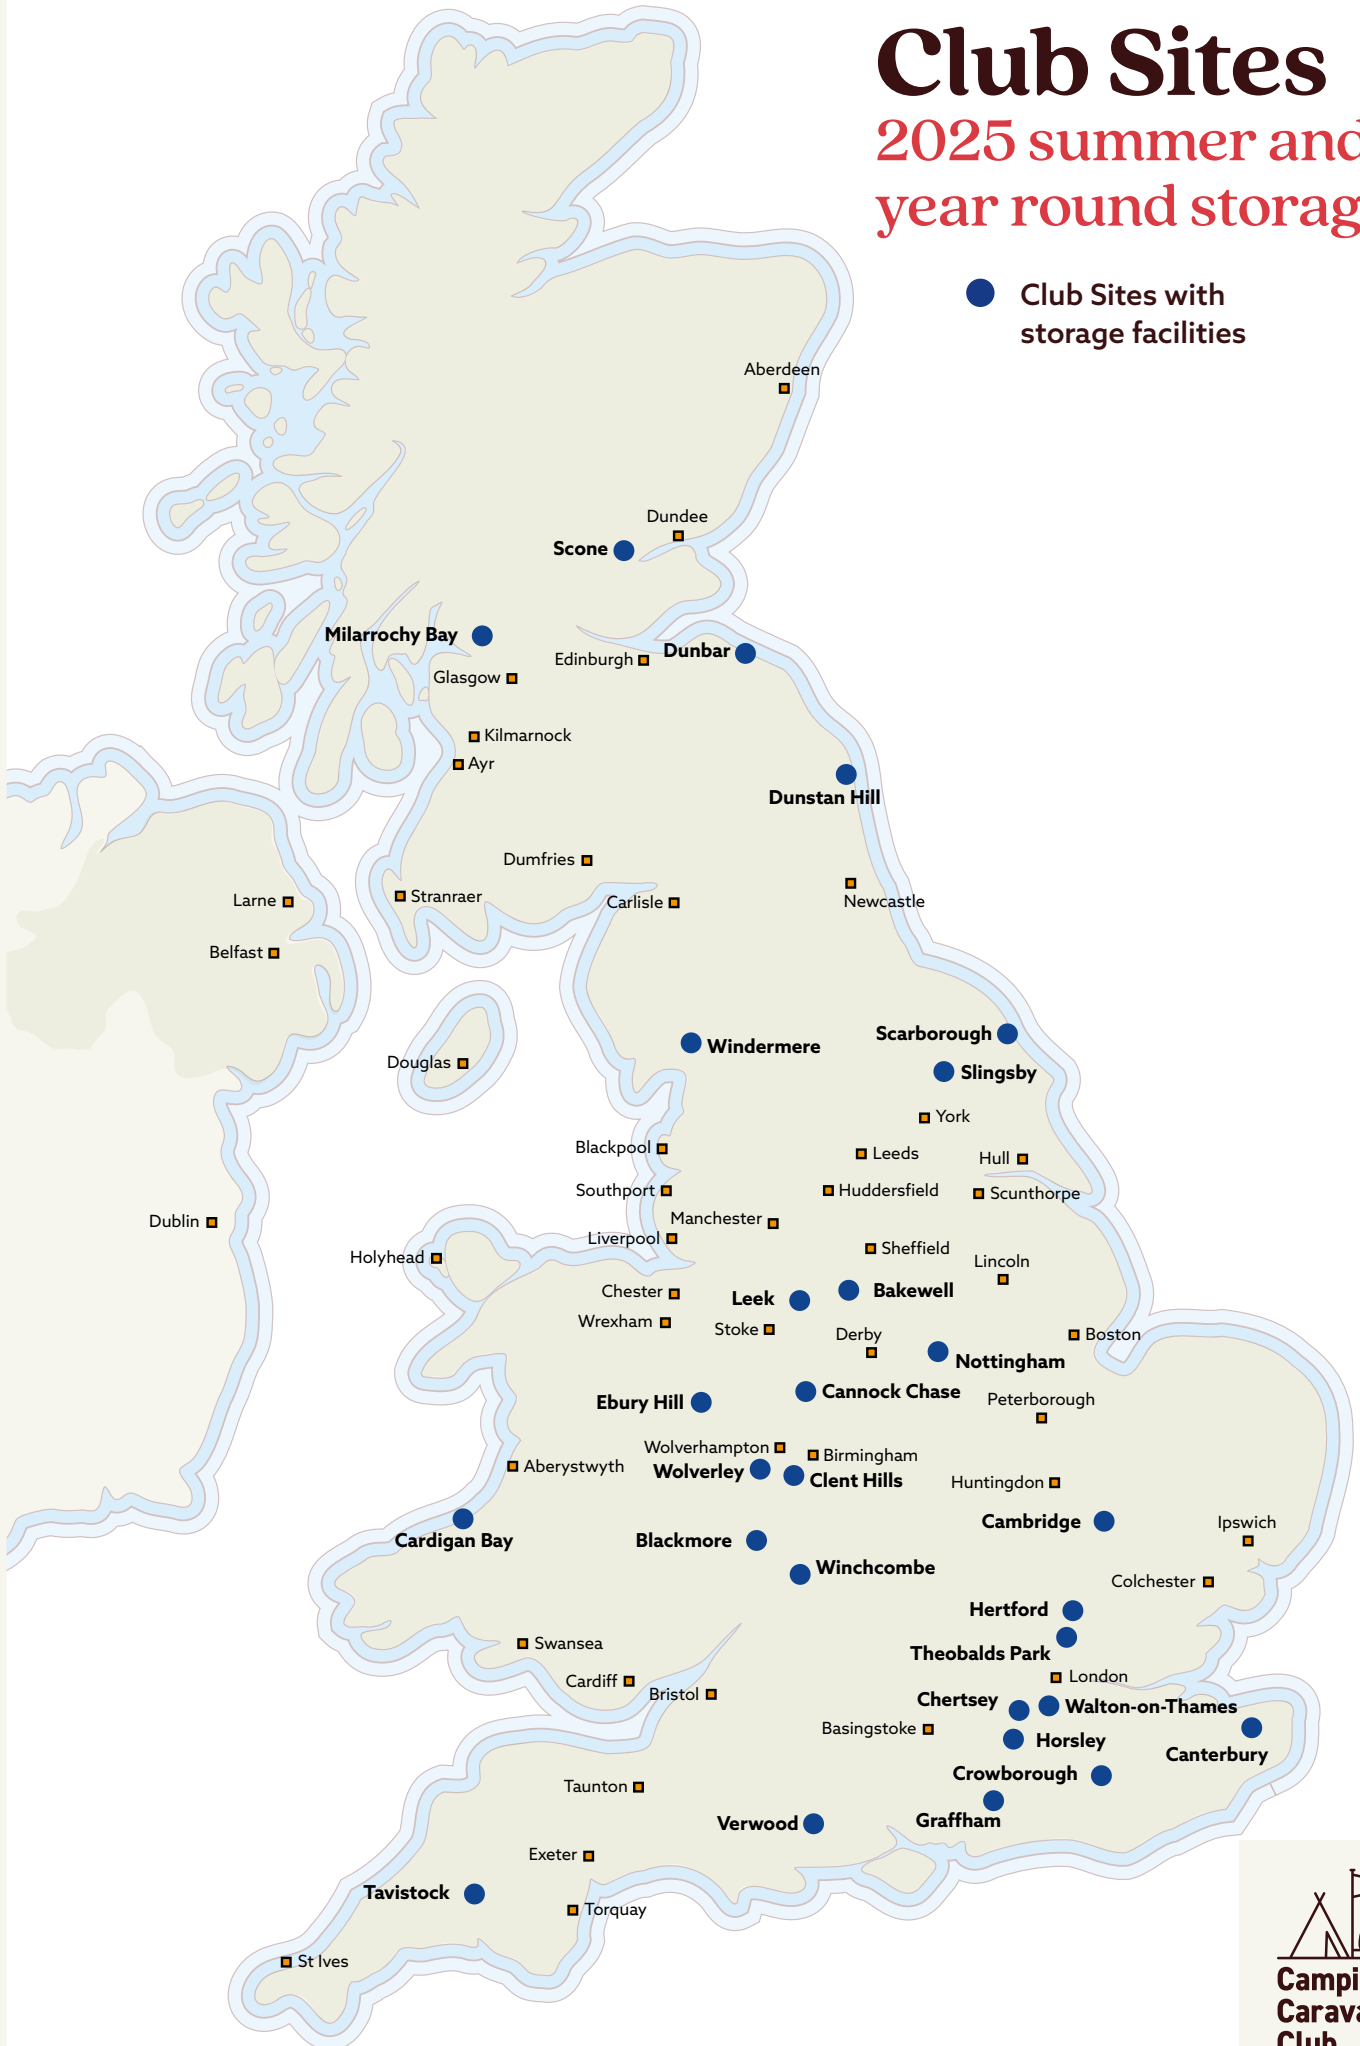 Club Sites
2025 summer and
year round storag
Club Sites with
storage facilities
Aberdeen
Dundee
Scone
Milarrochy Bay
Dunbar
Edinburgh
Glasgow
Kilmarnock
Ayr
Dunstan Hill
Dumfries
Newcastle
Stranraer
Carlisle
Larne
Belfast
Scarborough
Windermere
Douglas
Slingsby
York
Blackpool
Leeds
Hull
Southport
Huddersfield
Scunthorpe
Dublin
Manchester
Liverpool
Holyhead
Sheffield
Lincoln
Chester
Leek
Bakewell
Wrexham
Stoke
Derby
Boston
Nottingham
Ebury Hill
Cannock Chase
Peterborough
Wolverhampton
Birmingham
Aberystwyth
Wolverley
Clent Hills
Huntingdon
Cambridge
Ipswich
Cardigan Bay
Blackmore
Winchcombe
Colchester
Hertford
Swansea
Theobalds Park
Cardiff
London
Bristol
Chertsey
Walton-on-Thames
Basingstoke
Horsley
Canterbury
Crowborough
Taunton
Verwood
Graffham
Exeter
Tavistock
Torquay
St Ives
Campi
Carava
Club